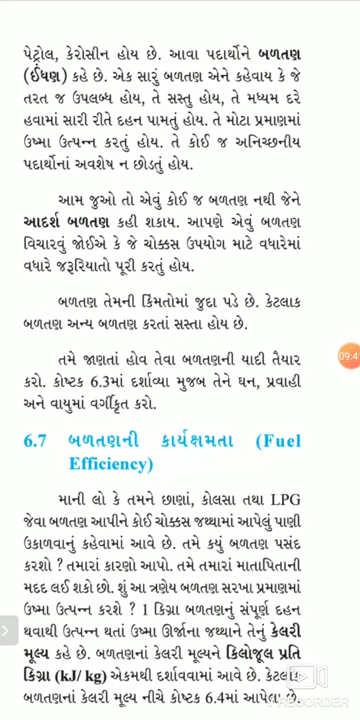 પેટ્રોલ, કેરોસીન હોય છે. આવા પદાર્થોને બળતણ
(ઈંધણ) કહે છે. એક સારું બળતણ એને કહેવાય કે જે
તરત જ ઉપલબ્ધ હોય, તે સસ્તુ હોય, તે મધ્યમ દરે
હવામાં સારી રીતે દહન પામતું હોય. તે મોટા પ્રમાણમાં
ઉષ્મા ઉત્પન્ન કરતું હોય. તે કોઈ જ અનિચ્છનીય
પદાર્થોનાં અવશેષ ન છોડતું હોય.
આમ જુઓ તો એવું કોઈ જ બળતણ નથી જેને
આદર્શ બળતણ કહી શકાય. આપણે એવું બળતણ
વિચારવું જોઈએ કે જે ચોક્કસ ઉપયોગ માટે વધારેમાં
વધારે જરૂરિયાતો પૂરી કરતું હોય.
બળતણ તેમની કિંમતોમાં જુદા પડે છે. કેટલાક
બળતણ અન્ય બળતણ કરતાં સસ્તા હોય છે.
તમે જાણતાં હોવ તેવા બળતણની યાદી તૈયાર
કરો. કોષ્ટક 6.3માં દર્શાવ્યા મુજબ તેને ઘન, પ્રવાહી
અને વાયુમાં વર્ગીકૃત કરો.
09:41
6.7 બળતણની કાર્યક્ષમતા (Fuel
Efficiency)
માની લો કે તમને છાણાં, કોલસા તથા LPG
જેવા બળતણ આપીને કોઈ ચોક્કસ જથ્થામાં આપેલું પાણી
ઉકાળવાનું કહેવામાં આવે છે. તમે કયું બળતણ પસંદ
કરશો ? તમારાં કારણો આપો. તમે તમારાં માતાપિતાની
મદદ લઈ શકો છો. શું આ ત્રણેય બળતણ સરખા પ્રમાણમાં
ઉષ્મા ઉત્પન્ન કરશે ? 1 કિગ્રા બળતણનું સંપૂર્ણ દહન
થવાથી ઉત્પન્ન થતાં ઉષ્મા ઊર્જાના જથ્થાને તેનું કેલરી
મૂલ્ય કહે છે. બળતણનાં કેલરી મૂલ્યને કિલોજૂલ પ્રતિ
કિગ્રા (kJ/ kg) એકમથી દર્શાવવામાં આવે છે. કેટલાક
બળતણનાં કેલરી મૂલ્ય નીચે કોષ્ટક 6.4માં આપેલા છે.
XRECORDER